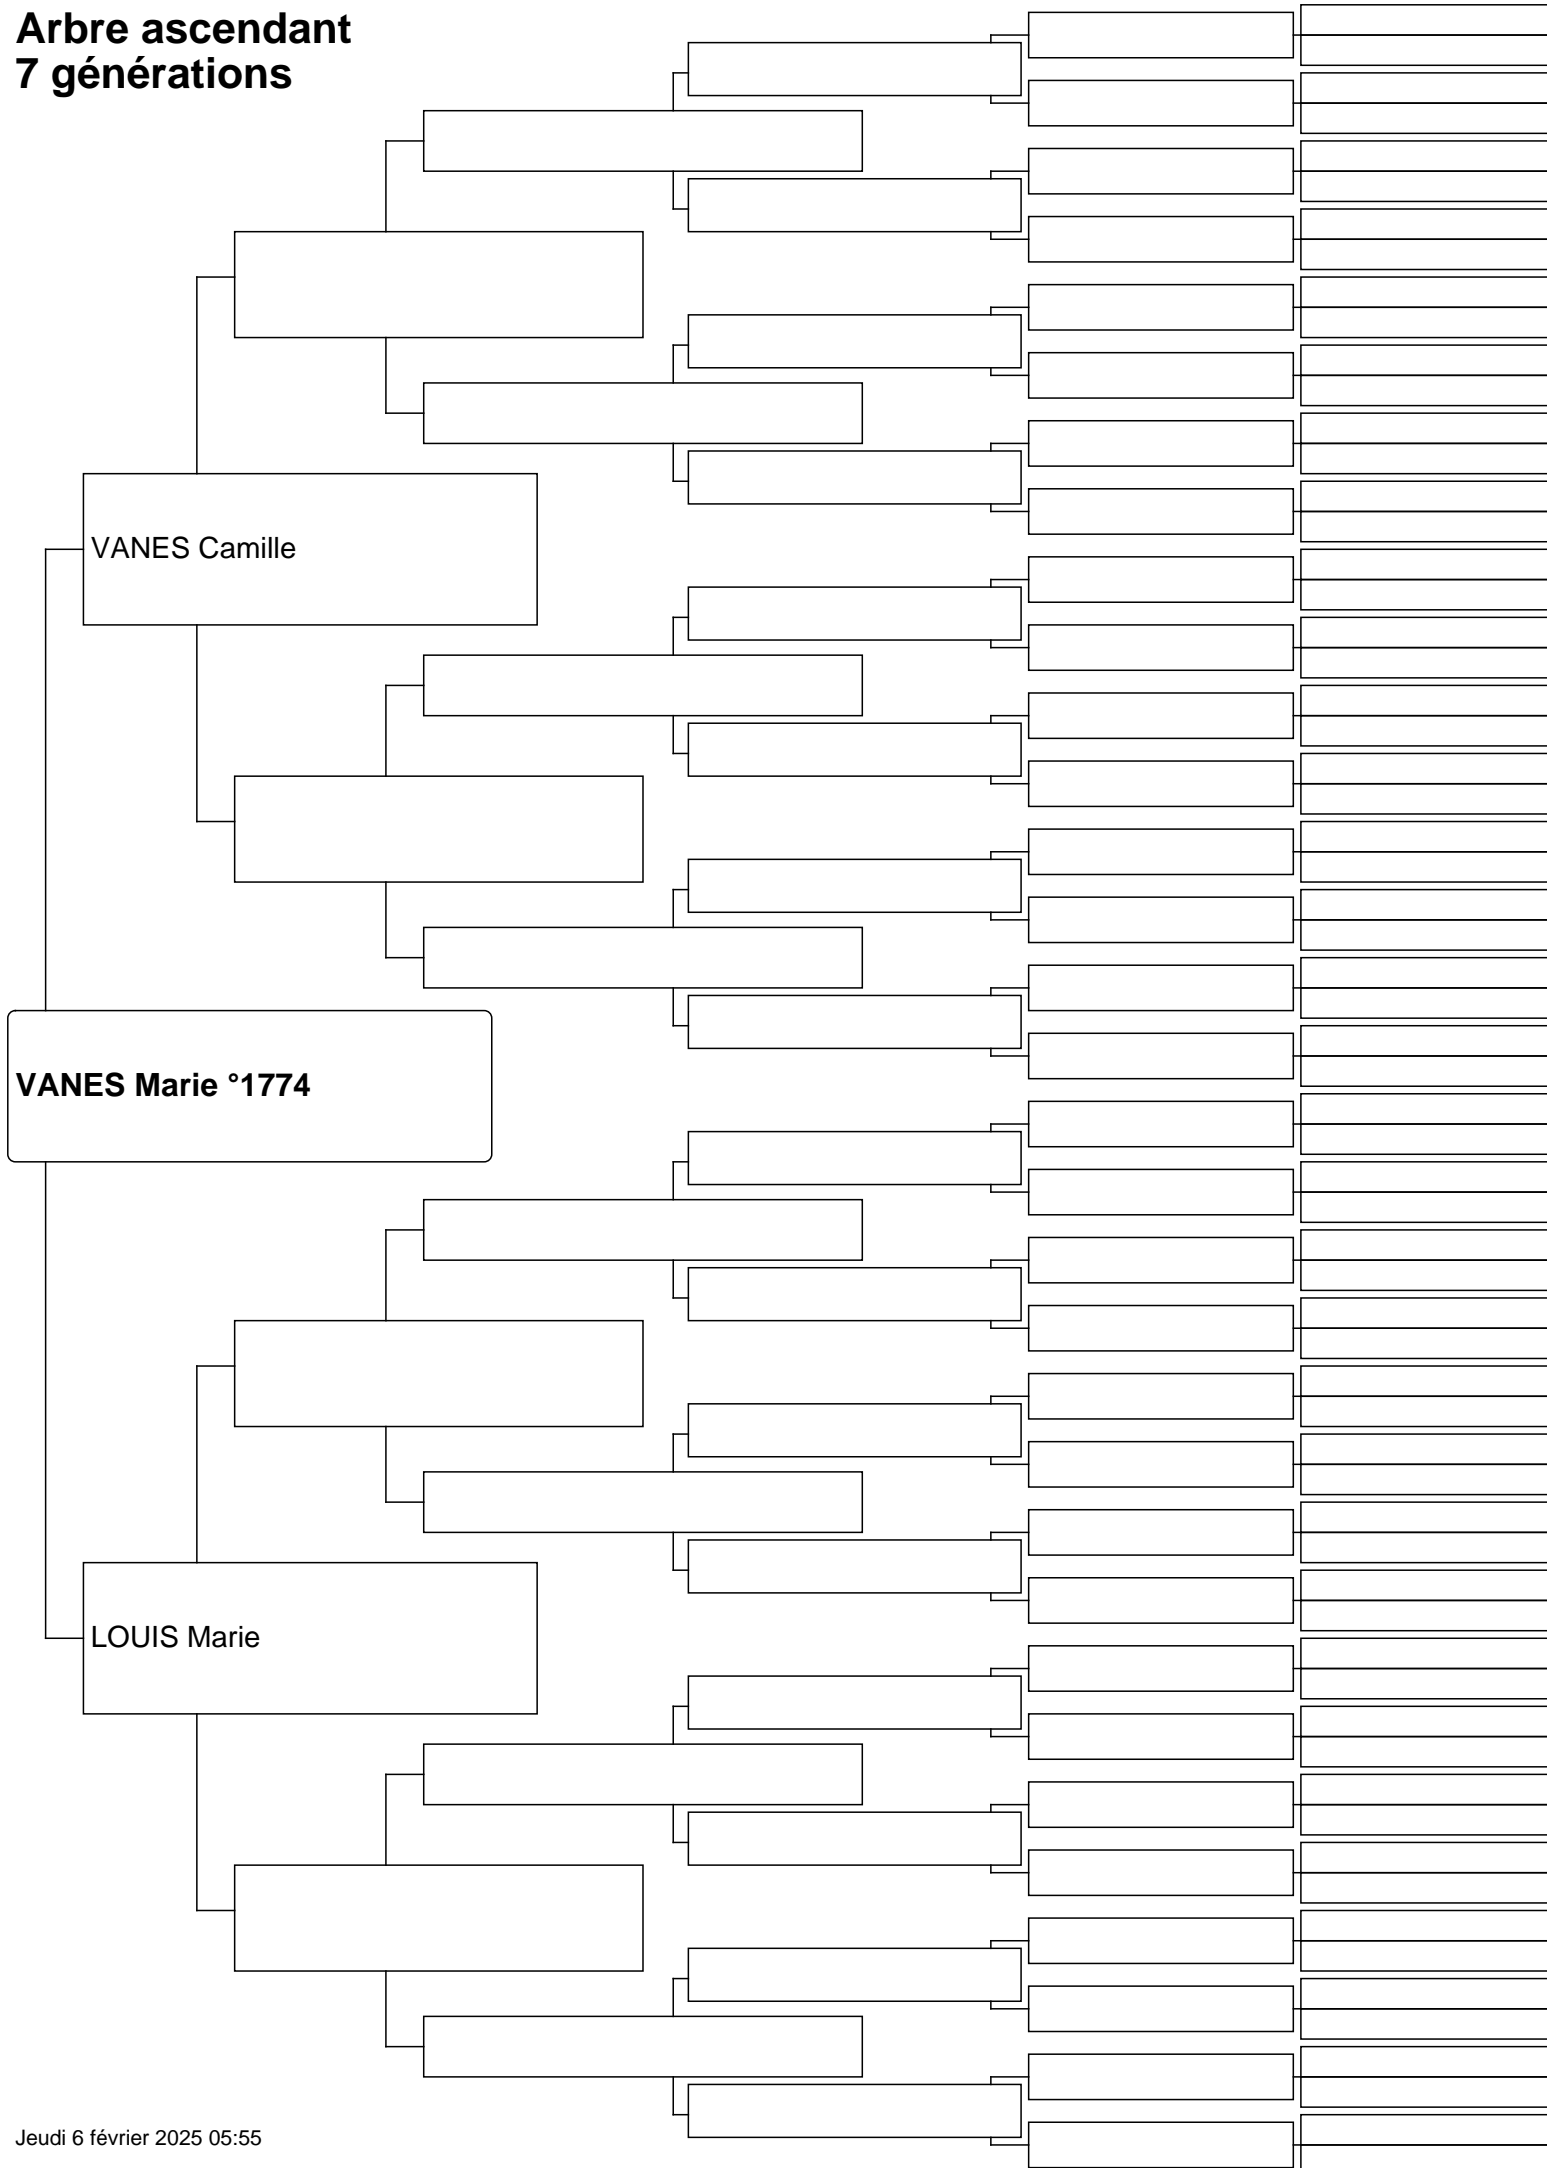 Arbre ascendant
7 générations
VANES Camille
VANES Marie °1774
LOUIS Marie
Jeudi 6 février 2025 05:55